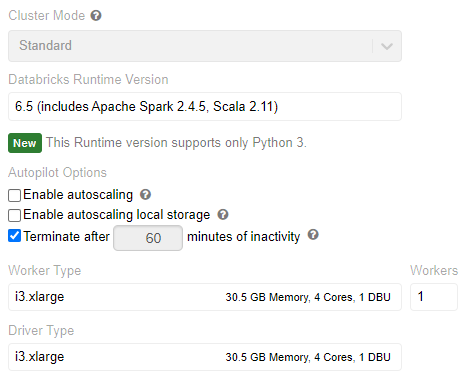 Cluster Mode ?
Standard
Databricks Runtime Version
6.5 (includes Apache Spark 2.4.5, Scala 2.11)
New This Runtime version supports only Python 3.
Autopilot Options
Enable autoscaling ?
Enable autoscaling local storage ?
Terminate after 60 minutes of inactivity ?
Worker Type Workers
i3.xlarge 30.5 GB Memory, 4 Cores, 1 DBU 1
Driver Type
i3.xlarge 30.5 GB Memory, 4 Cores, 1 DBU